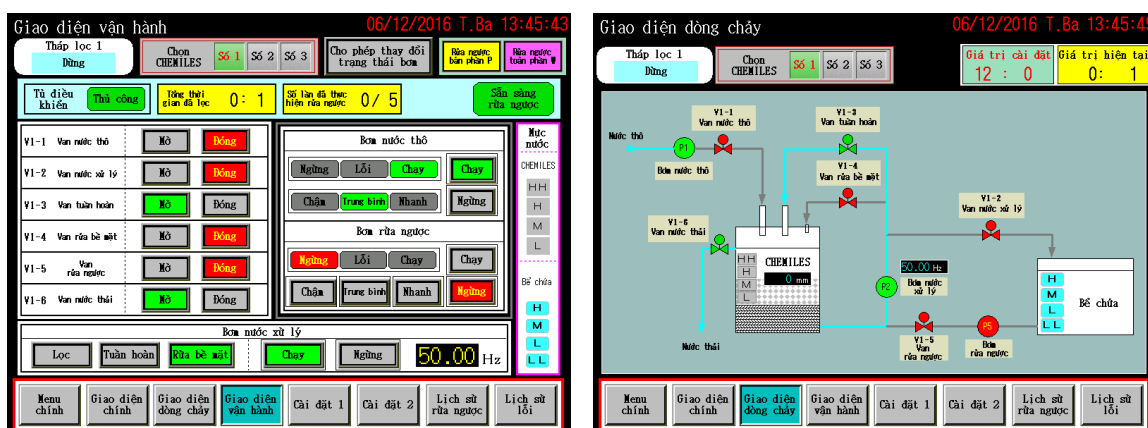 Giao diện vận hành
06/12/2016 T.Ba 13:45:43
Tháp lọc 1
Dừng
Chọn
CHEMILES
Số 1
Số 2
Số 3
Cho phép thay đổi
trạng thái bơm
Rửa ngược
bán phần P
Rửa ngược
toàn phần W
Tủ điều
khiển
Thủ công
Tổng thời
gian đã lọc
0: 1
Số lần đã thực
hiện rửa ngược
0/ 5
Sẵn sàng
rửa ngược
V1-1 Van nước thô
Mở
Đóng
V1-2 Van nước xử lý
Mở
Đóng
V1-3 Van tuần hoàn
Mở
Đóng
V1-4 Van rửa bề mặt
Mở
Đóng
V1-5 Van
rửa ngược
Mở
Đóng
V1-6 Van nước thải
Mở
Đóng
Bơm nước thô
Ngừng
Lỗi
Chạy
Chạy
Chậm
Trung bình
Nhanh
Ngừng
Bơm rửa ngược
Ngừng
Lỗi
Chạy
Chạy
Chậm
Trung bình
Nhanh
Ngừng
Mực
nước
CHEMILES
HH
H
M
L
Bể chứa
H
M
L
LL
Bơm nước xử lý
Lọc
Tuần hoàn
Rửa bề mặt
Chạy
Ngừng
50.00 Hz
Menu
chính
Giao diện
chính
Giao diện
dòng chảy
Giao diện
vận hành
Cài đặt 1
Cài đặt 2
Lịch sử
rửa ngược
Lịch sử
lỗi
Giao diện dòng chảy
06/12/2016 T.Ba 13:45:45
Tháp lọc 1
Dừng
Chọn
CHEMILES
Số 1
Số 2
Số 3
Giá trị cài đặt
12 : 0
Giá trị hiện tại
0: 1
Nước thô
P1
Bơm nước thô
V1-1
Van nước thô
V1-3
Van tuần hoàn
V1-4
Van rửa bề mặt
V1-2
Van nước xử lý
V1-6
Van nước thải
HH
H
M
L
CHEMILES
0 mm
50.00 Hz
P2
Bơm nước
xử lý
H
M
L
LL
Bể chứa
Nước thải
V1-5
Van
rửa ngược
P5
Bơm
rửa ngược
Menu
chính
Giao diện
chính
Giao diện
dòng chảy
Giao diện
vận hành
Cài đặt 1
Cài đặt 2
Lịch sử
rửa ngược
Lịch sử
lỗi